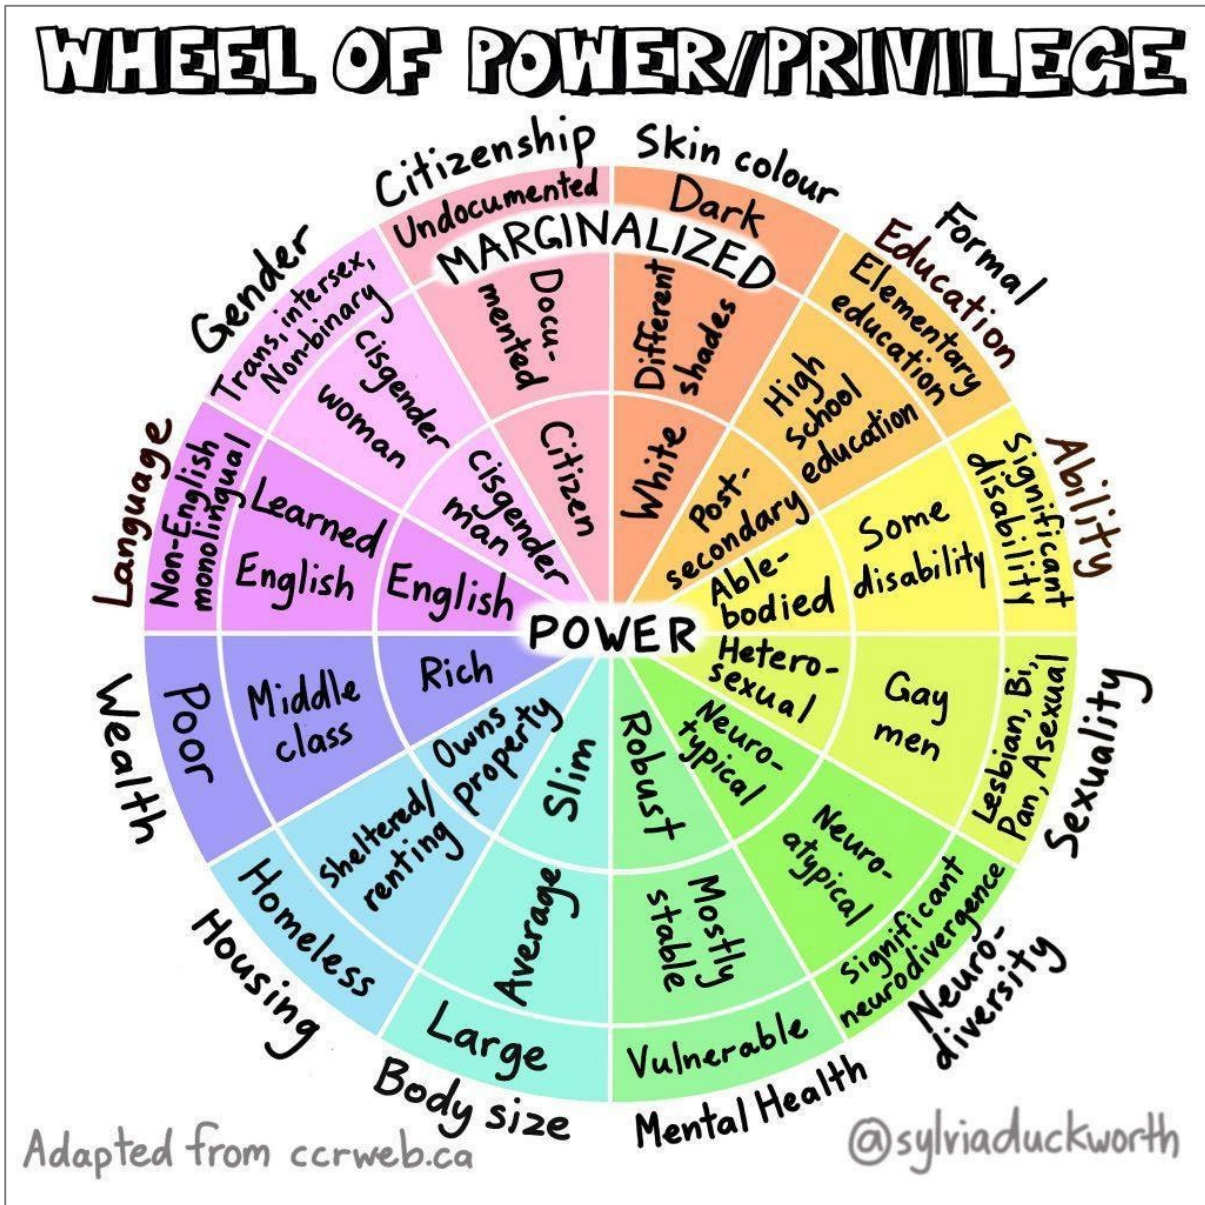 WHEEL OF POWER/PRIVILEGE
Citizenship
Undocumented
Docu-
mented
Citizen
Skin colour
Dark
Different
shades
White
MARGINALIZED
Formal
Education
Elementary
education
High
school
education
Post-
secondary
Ability
Significant
disability
Some
disability
Able-
bodied
Sexuality
Lesbian, Bi,
Pan, Asexual
Gay
men
Hetero-
sexual
Neuro-
diversity
Significant
neurodivergence
Neuro-
atypical
Neuro-
typical
Mental Health
Vulnerable
Mostly
stable
Robust
Body size
Large
Average
Slim
Housing
Homeless
Sheltered/
renting
Owns
property
Wealth
Poor
Middle
class
Rich
Language
Non-English
monolingual
Learned
English
English
Gender
Trans, intersex,
Non-binary
cisgender
woman
cisgender
man
POWER
Adapted from ccrweb.ca
@sylviaduckworth